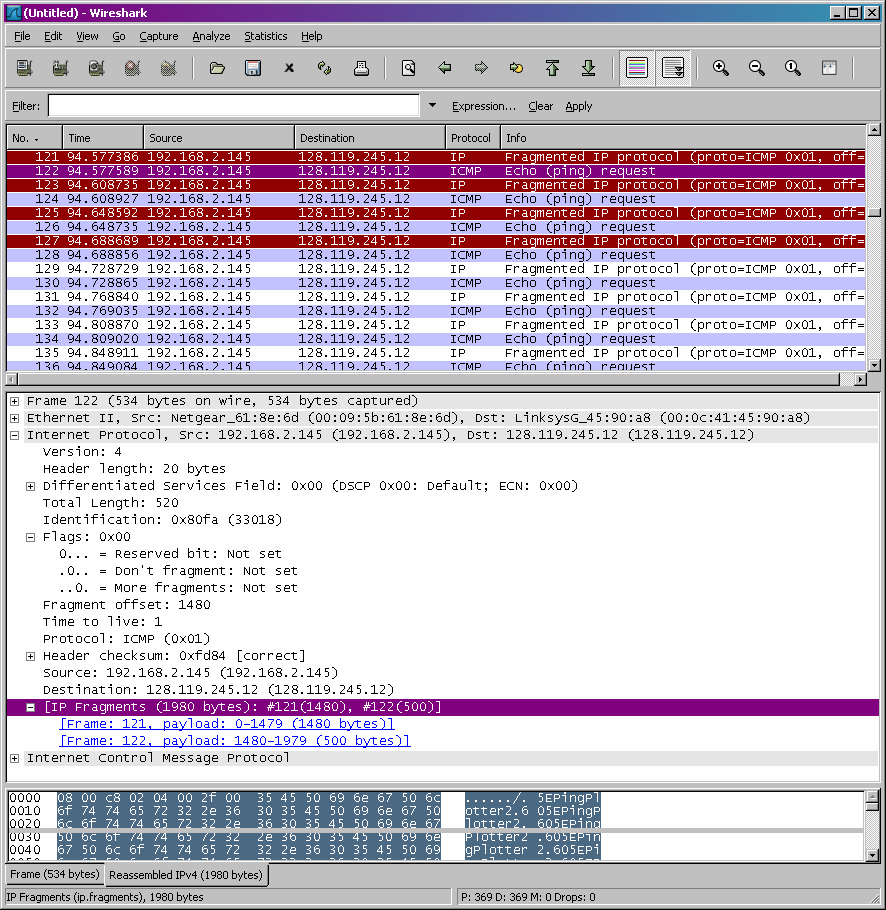 (Untitled) - Wireshark
File Edit View Go Capture Analyze Statistics Help
Filter: Expression... Clear Apply
No. Time Source Destination Protocol Info
121 94.577386 192.168.2.145 128.119.245.12 IP Fragmented IP protocol (proto=ICMP 0x01, off=
122 94.577589 192.168.2.145 128.119.245.12 ICMP Echo (ping) request
123 94.608735 192.168.2.145 128.119.245.12 IP Fragmented IP protocol (proto=ICMP 0x01, off=
124 94.608927 192.168.2.145 128.119.245.12 ICMP Echo (ping) request
125 94.648592 192.168.2.145 128.119.245.12 IP Fragmented IP protocol (proto=ICMP 0x01, off=
126 94.648735 192.168.2.145 128.119.245.12 ICMP Echo (ping) request
127 94.688689 192.168.2.145 128.119.245.12 IP Fragmented IP protocol (proto=ICMP 0x01, off=
128 94.688856 192.168.2.145 128.119.245.12 ICMP Echo (ping) request
129 94.728729 192.168.2.145 128.119.245.12 IP Fragmented IP protocol (proto=ICMP 0x01, off=
130 94.728865 192.168.2.145 128.119.245.12 ICMP Echo (ping) request
131 94.768840 192.168.2.145 128.119.245.12 IP Fragmented IP protocol (proto=ICMP 0x01, off=
132 94.769035 192.168.2.145 128.119.245.12 ICMP Echo (ping) request
133 94.808870 192.168.2.145 128.119.245.12 IP Fragmented IP protocol (proto=ICMP 0x01, off=
134 94.809020 192.168.2.145 128.119.245.12 ICMP Echo (ping) request
135 94.848911 192.168.2.145 128.119.245.12 IP Fragmented IP protocol (proto=ICMP 0x01, off=
136 94.849084 192.168.2.145 128.119.245.12 ICMP Echo (ping) request
Frame 122 (534 bytes on wire, 534 bytes captured)
Ethernet II, Src: Netgear_61:8e:6d (00:09:5b:61:8e:6d), Dst: LinksysG_45:90:a8 (00:0c:41:45:90:a8)
Internet Protocol, Src: 192.168.2.145 (192.168.2.145), Dst: 128.119.245.12 (128.119.245.12)
Version: 4
Header length: 20 bytes
Differentiated Services Field: 0x00 (DSCP 0x00: Default; ECN: 0x00)
Total Length: 520
Identification: 0x80fa (33018)
Flags: 0x00
0... = Reserved bit: Not set
.0.. = Don't fragment: Not set
..0. = More fragments: Not set
Fragment offset: 1480
Time to live: 1
Protocol: ICMP (0x01)
Header checksum: 0xfd84 [correct]
Source: 192.168.2.145 (192.168.2.145)
Destination: 128.119.245.12 (128.119.245.12)
[IP Fragments (1980 bytes): #121(1480), #122(500)]
[Frame: 121, payload: 0-1479 (1480 bytes)]
[Frame: 122, payload: 1480-1979 (500 bytes)]
Internet Control Message Protocol
0000 08 00 c8 02 04 00 2f 00 35 45 50 69 6e 67 50 6c ....../. 5EPingPl
0010 6f 74 74 65 72 32 2e 36 30 35 45 50 69 6e 67 50 otter2.6 05EPingP
0020 6c 6f 74 74 65 72 32 2e 36 30 35 45 50 69 6e 67 lotter2. 605EPing
0030 50 6c 6f 74 74 65 72 32 2e 36 30 35 45 50 69 6e Plotter2 .605EPin
0040 67 50 6c 6f 74 74 65 72 32 2e 36 30 35 45 50 69 gPlotter 2.605EPi
Frame (534 bytes) Reassembled IPv4 (1980 bytes)
IP Fragments (ip.fragments), 1980 bytes P: 369 D: 369 M: 0 Drops: 0